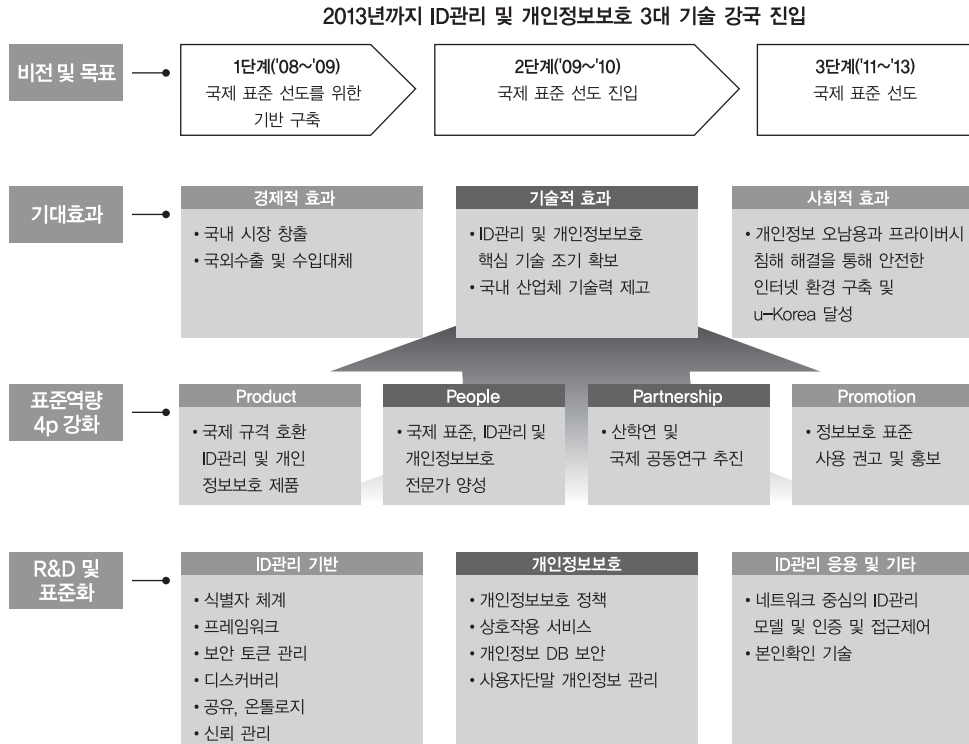 2013년까지 ID관리 및 개인정보보호 3대 기술 강국 진입
비전 및 목표
1단계('08~'09)
국제 표준 선도를 위한
기반 구축
2단계('09~'10)
국제 표준 선도 진입
3단계('11~'13)
국제 표준 선도
기대효과
경제적 효과
• 국내 시장 창출
• 국외수출 및 수입대체
기술적 효과
• ID관리 및 개인정보보호
핵심 기술 조기 확보
• 국내 산업체 기술력 제고
사회적 효과
• 개인정보 오남용과 프라이버시
침해 해결을 통해 안전한
인터넷 환경 구축 및
u-Korea 달성
표준역량
4p 강화
Product
• 국제 규격 호환
ID관리 및 개인
정보보호 제품
People
• 국제 표준, ID관리 및
개인정보보호
전문가 양성
Partnership
• 산학연 및
국제 공동연구 추진
Promotion
• 정보보호 표준
사용 권고 및 홍보
R&D 및
표준화
ID관리 기반
• 식별자 체계
• 프레임워크
• 보안 토큰 관리
• 디스커버리
• 공유, 온톨로지
• 신뢰 관리
개인정보보호
• 개인정보보호 정책
• 상호작용 서비스
• 개인정보 DB 보안
• 사용자단말 개인정보 관리
ID관리 응용 및 기타
• 네트워크 중심의 ID관리
모델 및 인증 및 접근제어
• 본인확인 기술